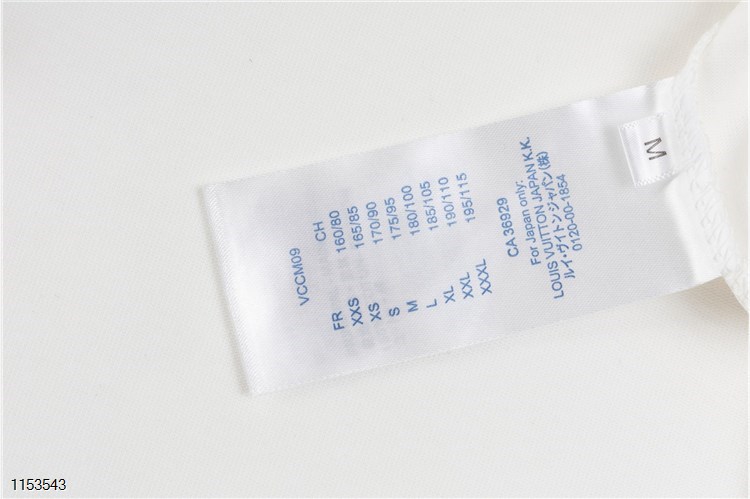 VCCM09
FR CH
XXS 160/80
XS 165/85
S 170/90
M 175/95
L 180/100
XL 185/105
XXL 190/110
XXXL 195/115
CA 36929
For Japan only:
LOUIS VUITTON JAPAN K.K.
ルイ・ヴィトン ジャパン(株)
0120-00-1854
M
1153543